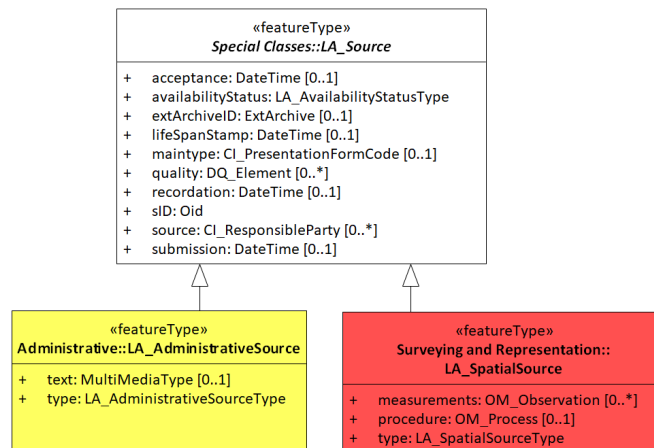 «featureType»
Special Classes::LA_Source
+ acceptance: DateTime [0..1]
+ availabilityStatus: LA_AvailabilityStatusType
+ extArchiveID: ExtArchive [0..1]
+ lifeSpanStamp: DateTime [0..1]
+ maintype: CI_PresentationFormCode [0..1]
+ quality: DQ_Element [0..*]
+ recordation: DateTime [0..1]
+ sID: Oid
+ source: CI_ResponsibleParty [0..*]
+ submission: DateTime [0..1]
«featureType»
Administrative::LA_AdministrativeSource
+ text: MultiMediaType [0..1]
+ type: LA_AdministrativeSourceType
«featureType»
Surveying and Representation::
LA_SpatialSource
+ measurements: OM_Observation [0..*]
+ procedure: OM_Process [0..1]
+ type: LA_SpatialSourceType